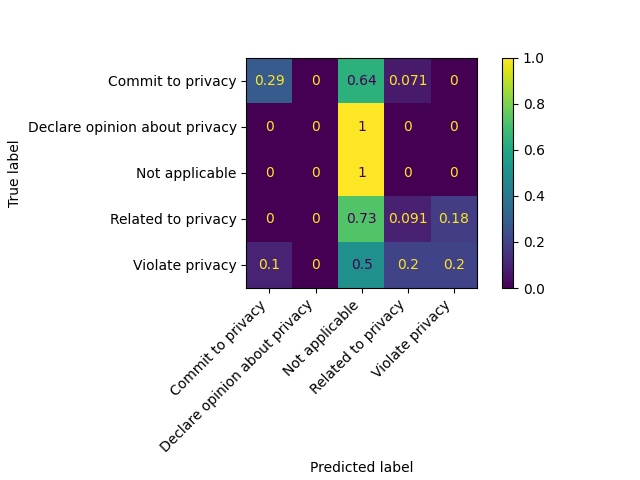 Commit to privacy 0.29 0 0.64 0.071 0
Declare opinion about privacy 0 0 1 0 0
Not applicable 0 0 1 0 0
Related to privacy 0 0 0.73 0.091 0.18
Violate privacy 0.1 0 0.5 0.2 0.2
True label
Commit to privacy
Declare opinion about privacy
Not applicable
Related to privacy
Violate privacy
Predicted label
1.0
0.8
0.6
0.4
0.2
0.0